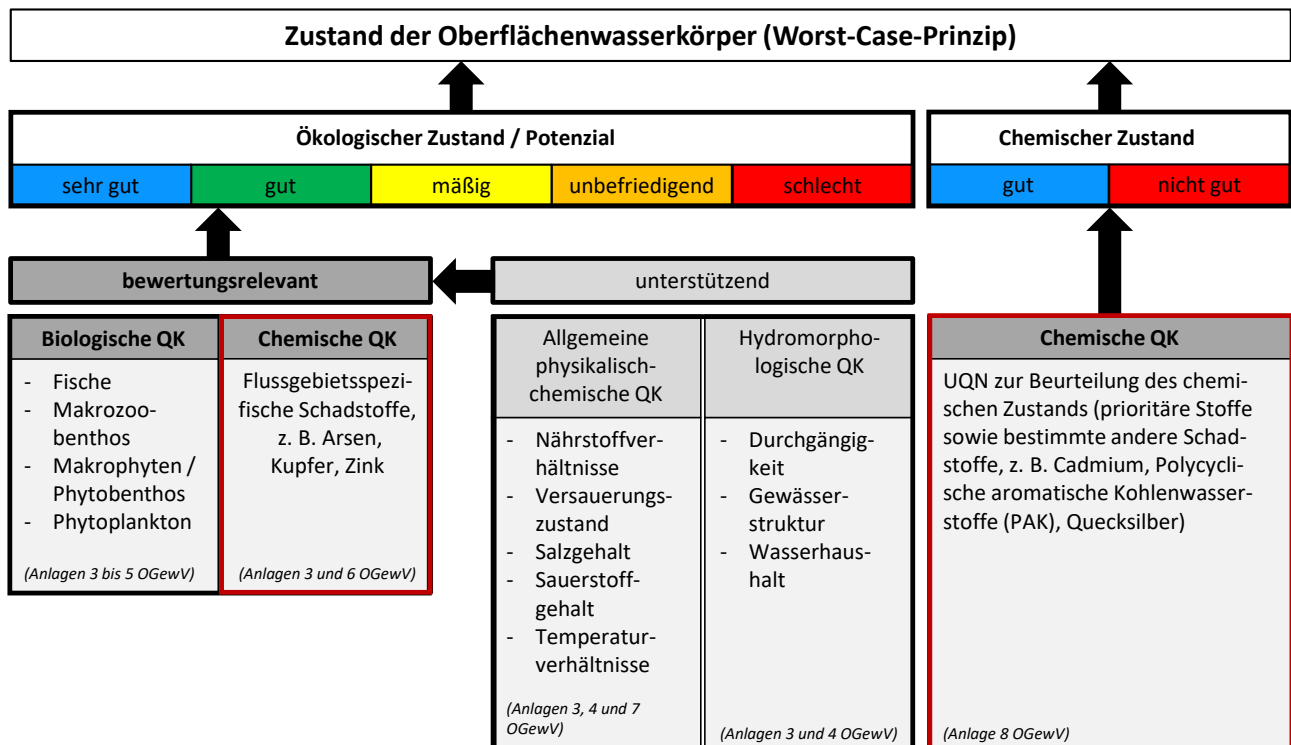 Zustand der Oberflächenwasserkörper (Worst-Case-Prinzip)
Ökologischer Zustand / Potenzial
sehr gut
gut
mäßig
unbefriedigend
schlecht
Chemischer Zustand
gut
nicht gut
bewertungsrelevant
unterstützend
Biologische QK
- Fische
- Makrozoo-
benthos
- Makrophyten /
Phytobenthos
- Phytoplankton
(Anlagen 3 bis 5 OGewV)
Chemische QK
Flussgebietsspezi-
fische Schadstoffe,
z. B. Arsen,
Kupfer, Zink
(Anlagen 3 und 6 OGewV)
Allgemeine
physikalisch-
chemische QK
- Nährstoffver-
hältnisse
- Versauerungs-
zustand
- Salzgehalt
- Sauerstoff-
gehalt
- Temperatur-
verhältnisse
(Anlagen 3, 4 und 7
OGewV)
Hydromorpho-
logische QK
- Durchgängig-
keit
- Gewässer-
struktur
- Wasserhaus-
halt
(Anlagen 3 und 4 OGewV)
Chemische QK
UQN zur Beurteilung des chemi-
schen Zustands (prioritäre Stoffe
sowie bestimmte andere Schad-
stoffe, z. B. Cadmium, Polycycli-
sche aromatische Kohlenwasser-
stoffe (PAK), Quecksilber)
(Anlage 8 OGewV)